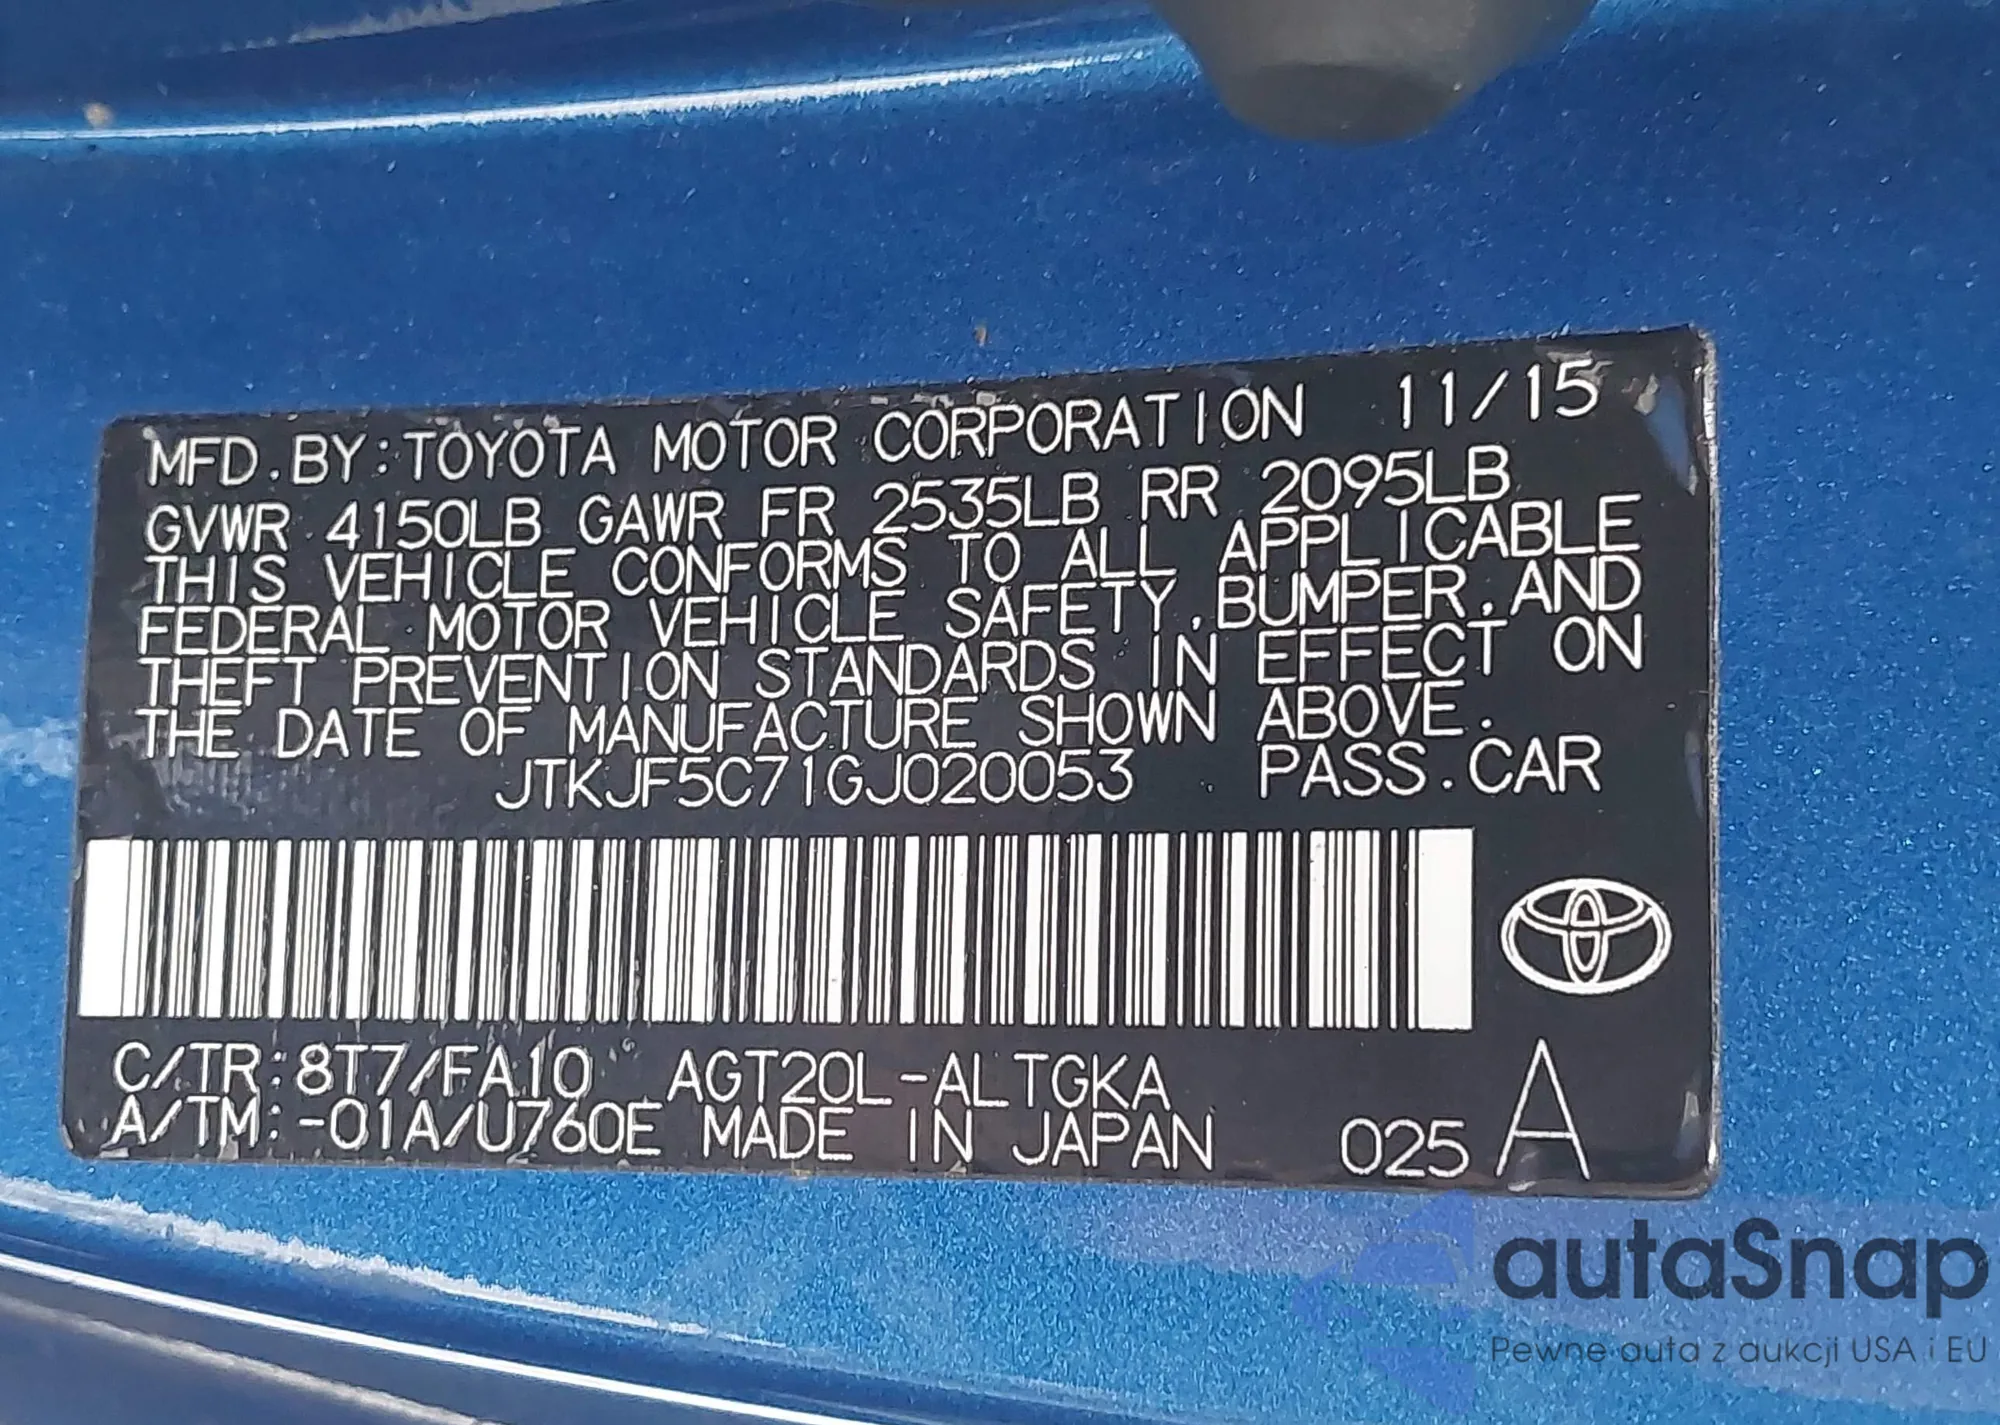 MFD.BY:TOYOTA MOTOR CORPORATION 11/15
GVWR 4150LB GAWR FR 2535LB RR 2095LB
THIS VEHICLE CONFORMS TO ALL APPLICABLE
FEDERAL MOTOR VEHICLE SAFETY,BUMPER,AND
THEFT PREVENTION STANDARDS IN EFFECT ON
THE DATE OF MANUFACTURE SHOWN ABOVE.
JTKJF5C71GJ020053 PASS.CAR
C/TR:8T7/FA10 AGT20L-ALTGKA
A/TM:-01A/U760E MADE IN JAPAN 025 A
autaSnap
Pewne auta z aukcji USA i EU